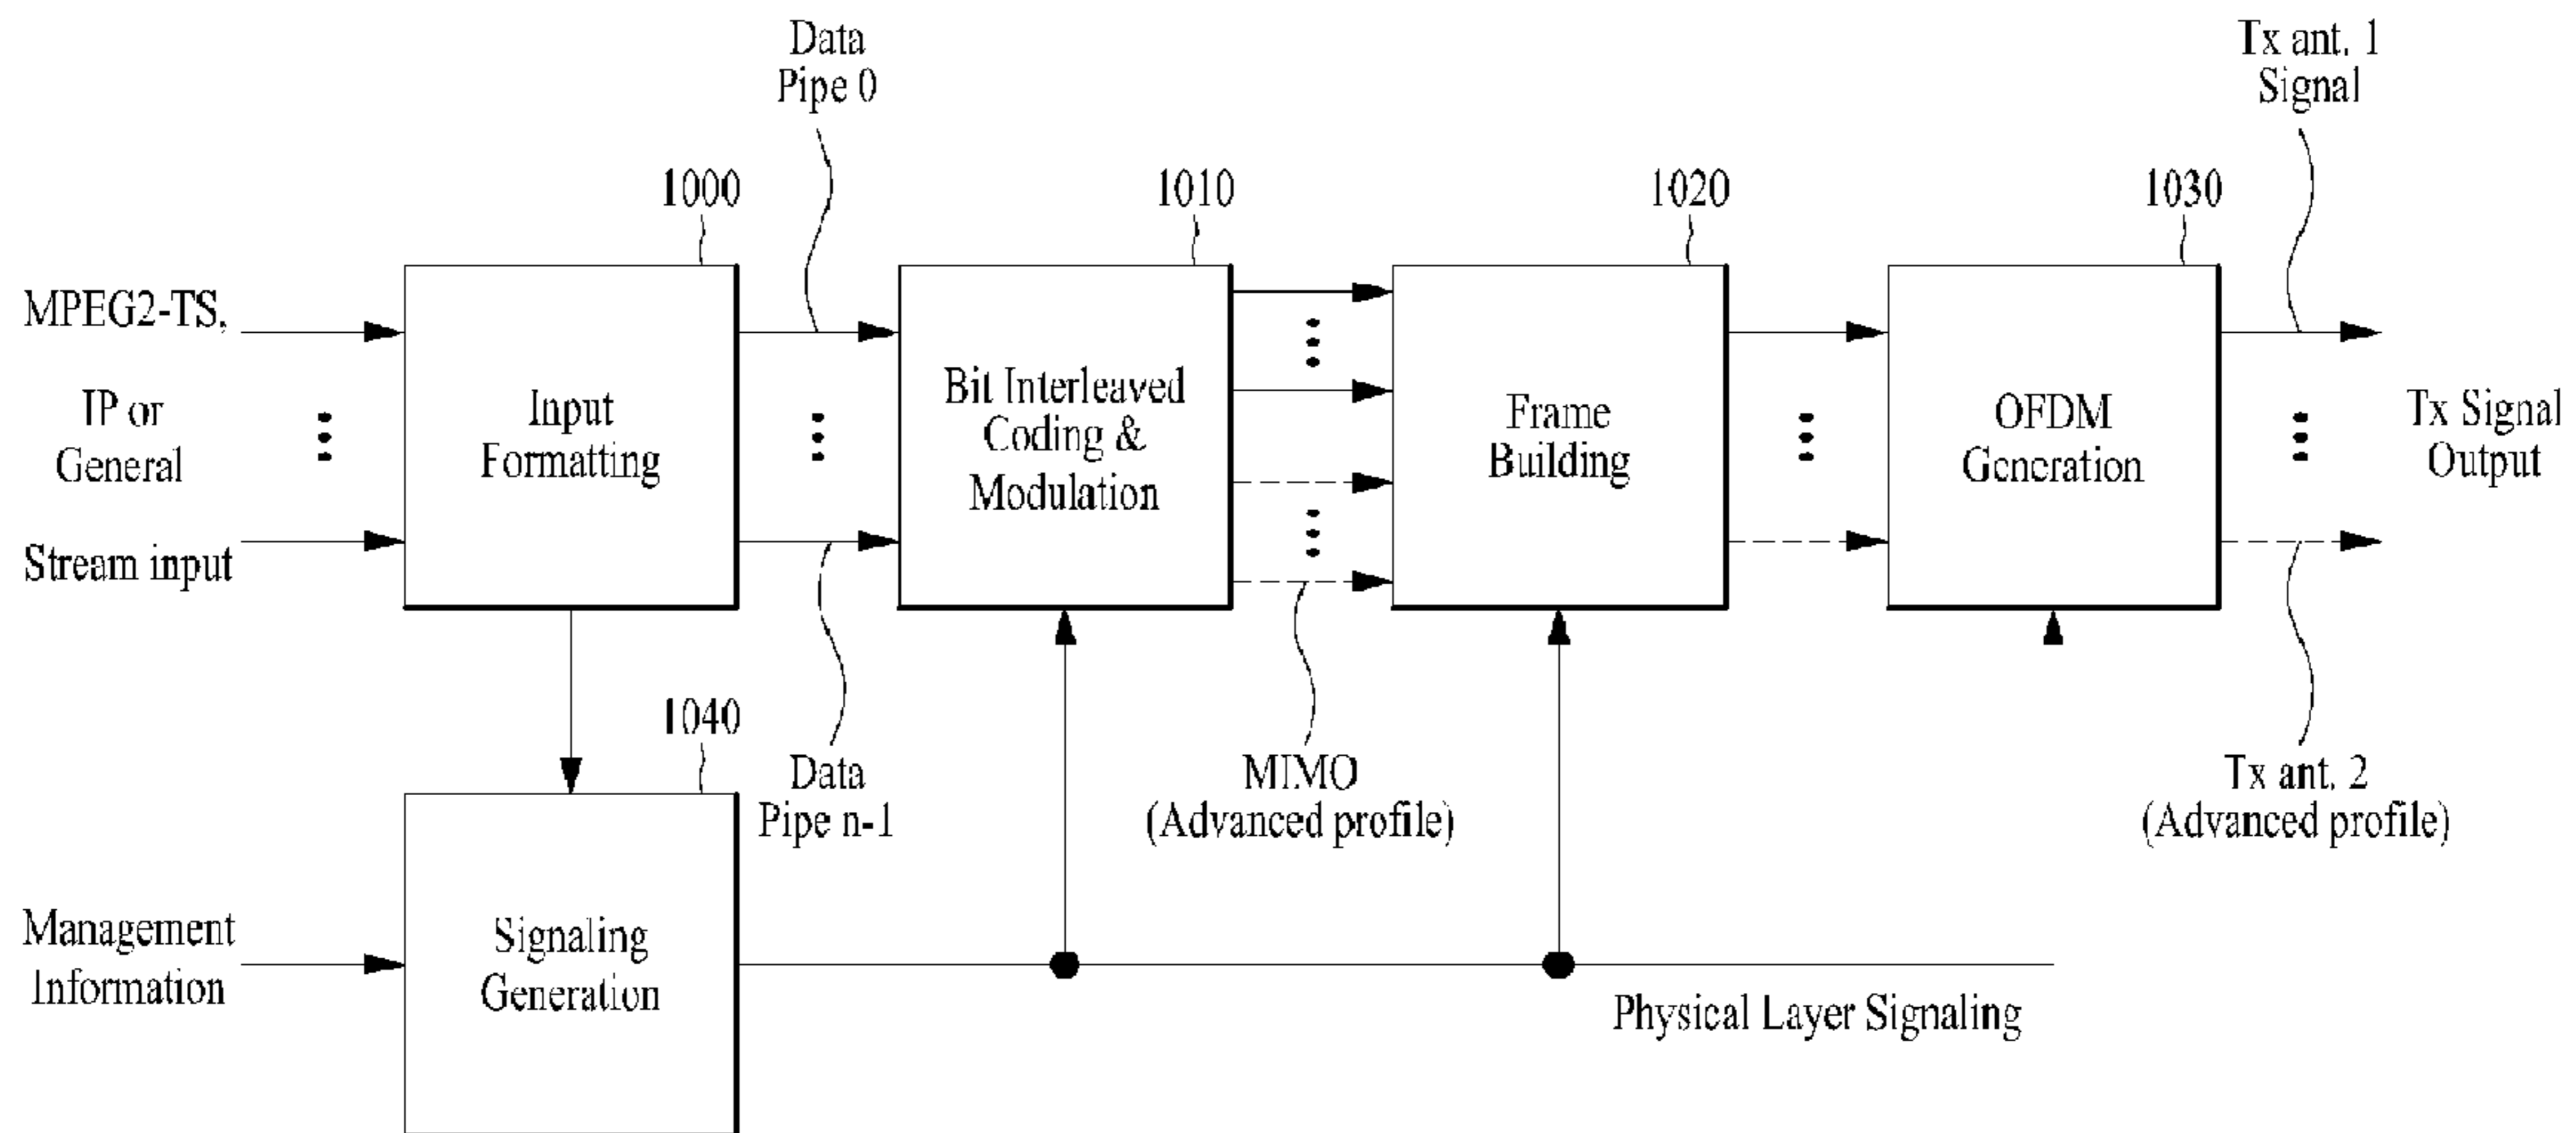 Data
Pipe 0
Tx ant. 1
Signal
1000
1010
1020
1030
MPEG2-TS,
IP or
General
Stream input
Input
Formatting
Bit Interleaved
Coding &
Modulation
Frame
Building
OFDM
Generation
Tx Signal
Output
1040
Data
Pipe n-1
MIMO
(Advanced profile)
Tx ant. 2
(Advanced profile)
Management
Information
Signaling
Generation
Physical Layer Signaling